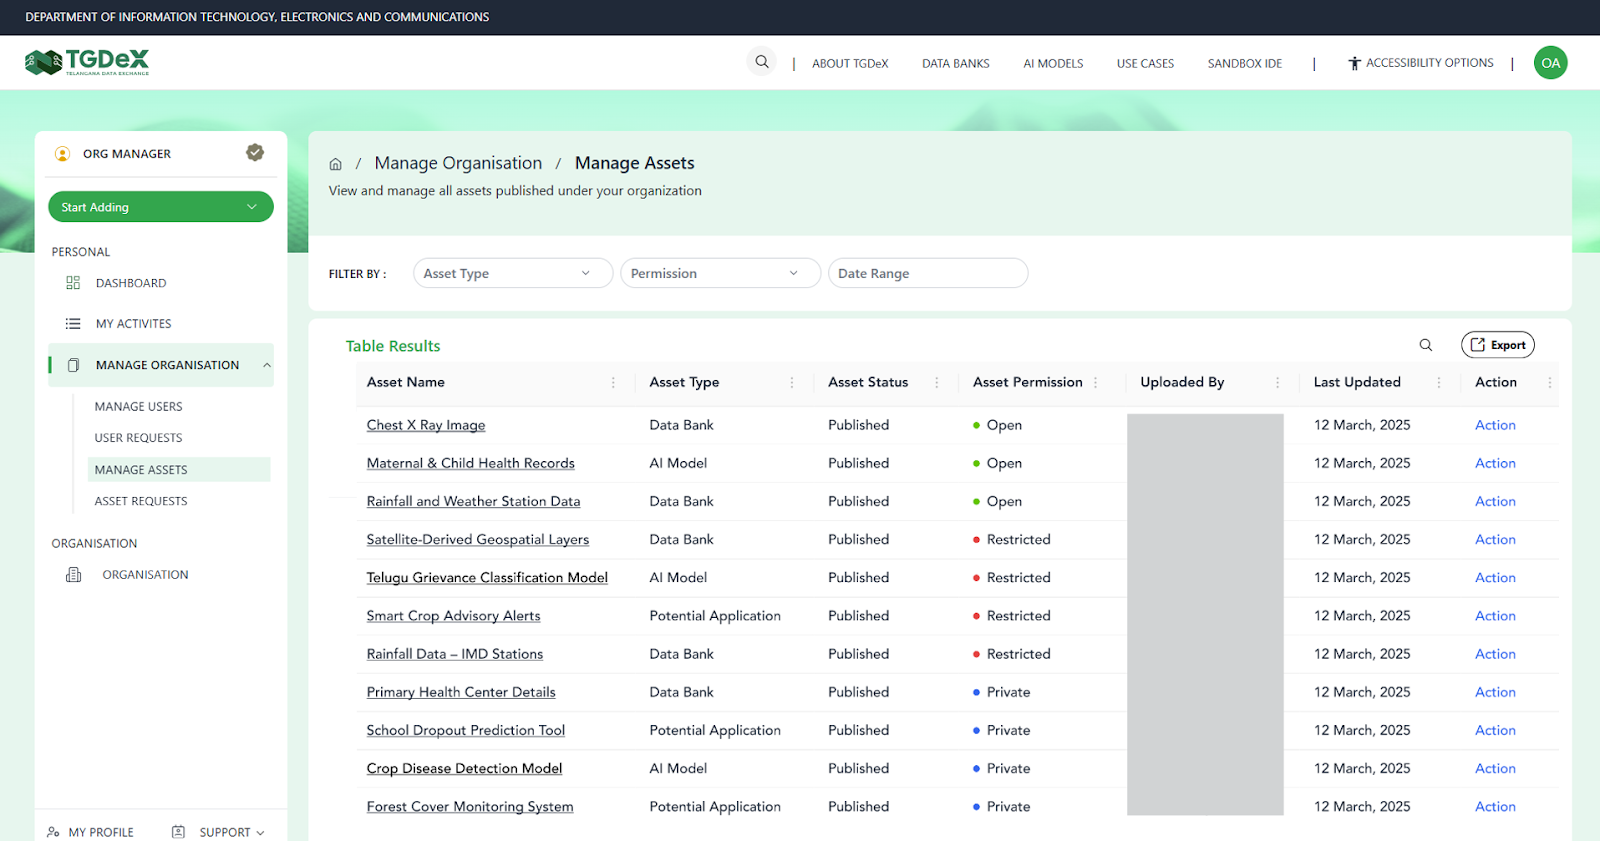 DEPARTMENT OF INFORMATION TECHNOLOGY, ELECTRONICS AND COMMUNICATIONS
TGDeX
TELANGANA DATA EXCHANGE
| ABOUT TGDeX DATA BANKS AI MODELS USE CASES SANDBOX IDE | ACCESSIBILITY OPTIONS | OA
ORG MANAGER
Start Adding
PERSONAL
DASHBOARD
MY ACTIVITES
MANAGE ORGANISATION
MANAGE USERS
USER REQUESTS
MANAGE ASSETS
ASSET REQUESTS
ORGANISATION
ORGANISATION
MY PROFILE SUPPORT
/ Manage Organisation / Manage Assets
View and manage all assets published under your organization
FILTER BY : Asset Type Permission Date Range
Table Results Export
Asset Name Asset Type Asset Status Asset Permission Uploaded By Last Updated Action
Chest X Ray Image Data Bank Published Open 12 March, 2025 Action
Maternal & Child Health Records AI Model Published Open 12 March, 2025 Action
Rainfall and Weather Station Data Data Bank Published Open 12 March, 2025 Action
Satellite-Derived Geospatial Layers Data Bank Published Restricted 12 March, 2025 Action
Telugu Grievance Classification Model AI Model Published Restricted 12 March, 2025 Action
Smart Crop Advisory Alerts Potential Application Published Restricted 12 March, 2025 Action
Rainfall Data – IMD Stations Data Bank Published Restricted 12 March, 2025 Action
Primary Health Center Details Data Bank Published Private 12 March, 2025 Action
School Dropout Prediction Tool Potential Application Published Private 12 March, 2025 Action
Crop Disease Detection Model AI Model Published Private 12 March, 2025 Action
Forest Cover Monitoring System Potential Application Published Private 12 March, 2025 Action